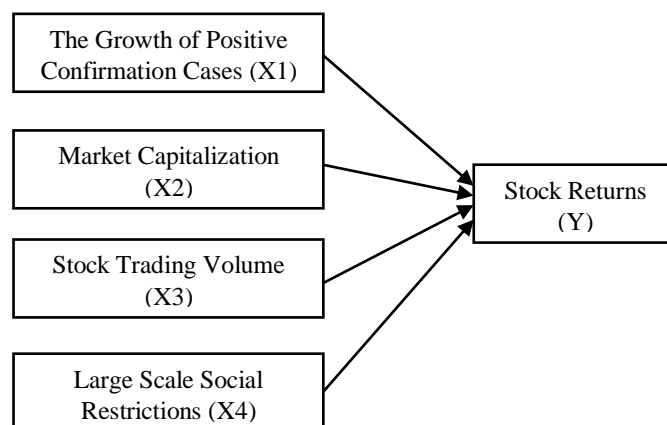 The Growth of Positive
Confirmation Cases (X1)
Market Capitalization
(X2)
Stock Returns
(Y)
Stock Trading Volume
(X3)
Large Scale Social
Restrictions (X4)